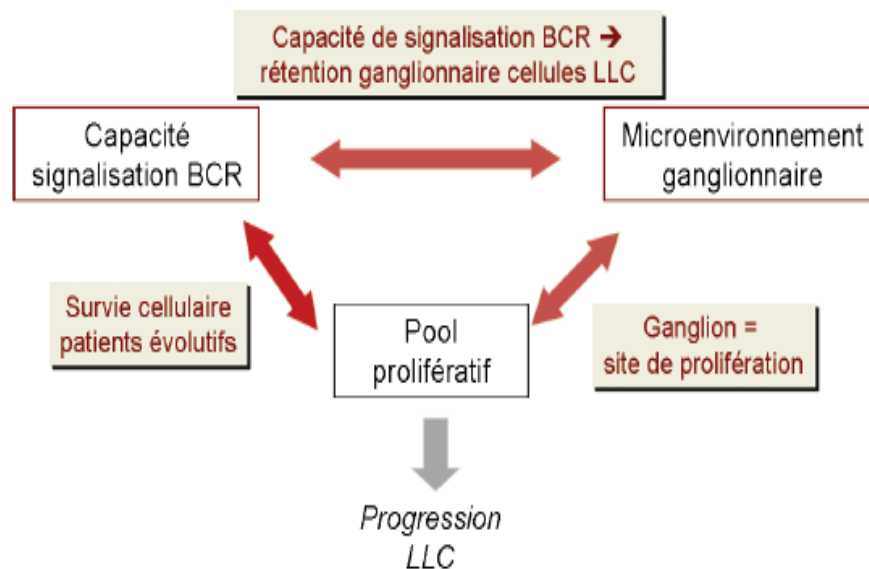 Capacité de signalisation BCR ➔
rétention ganglionnaire cellules LLC
Capacité
signalisation BCR
Microenvironnement
ganglionnaire
Survie cellulaire
patients évolutifs
Pool
prolifératif
Ganglion =
site de prolifération
Progression
LLC